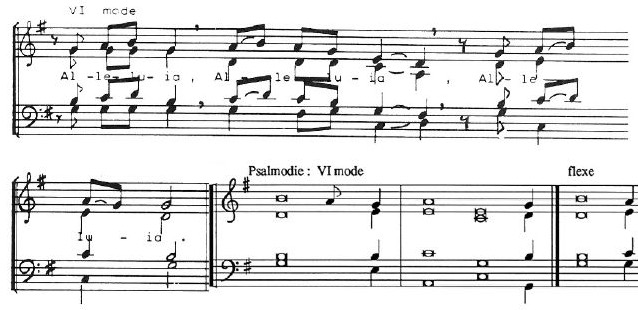 VI mode
Al - le - lu - ia , Al - le - lu - ia , Al - le -
Psalmodie : VI mode flexe
lu - ia .